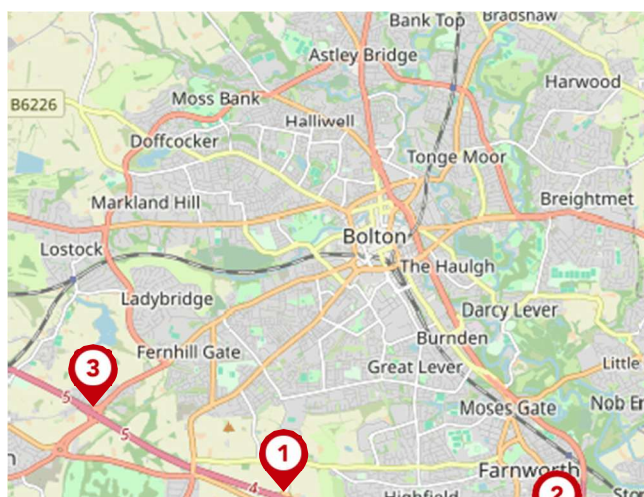 Bank Top
Bradshaw
Astley Bridge
Harwood
Moss Bank
B6226
Halliwell
Doffcocker
Tonge Moor
Markland Hill
Breightmet
Bolton
Lostock
The Haulgh
Ladybridge
Darcy Lever
Burnden
Fernhill Gate
Little
Great Lever
3
5
Nob En
Moses Gate
5
1
Farnworth
4
2
Highfield